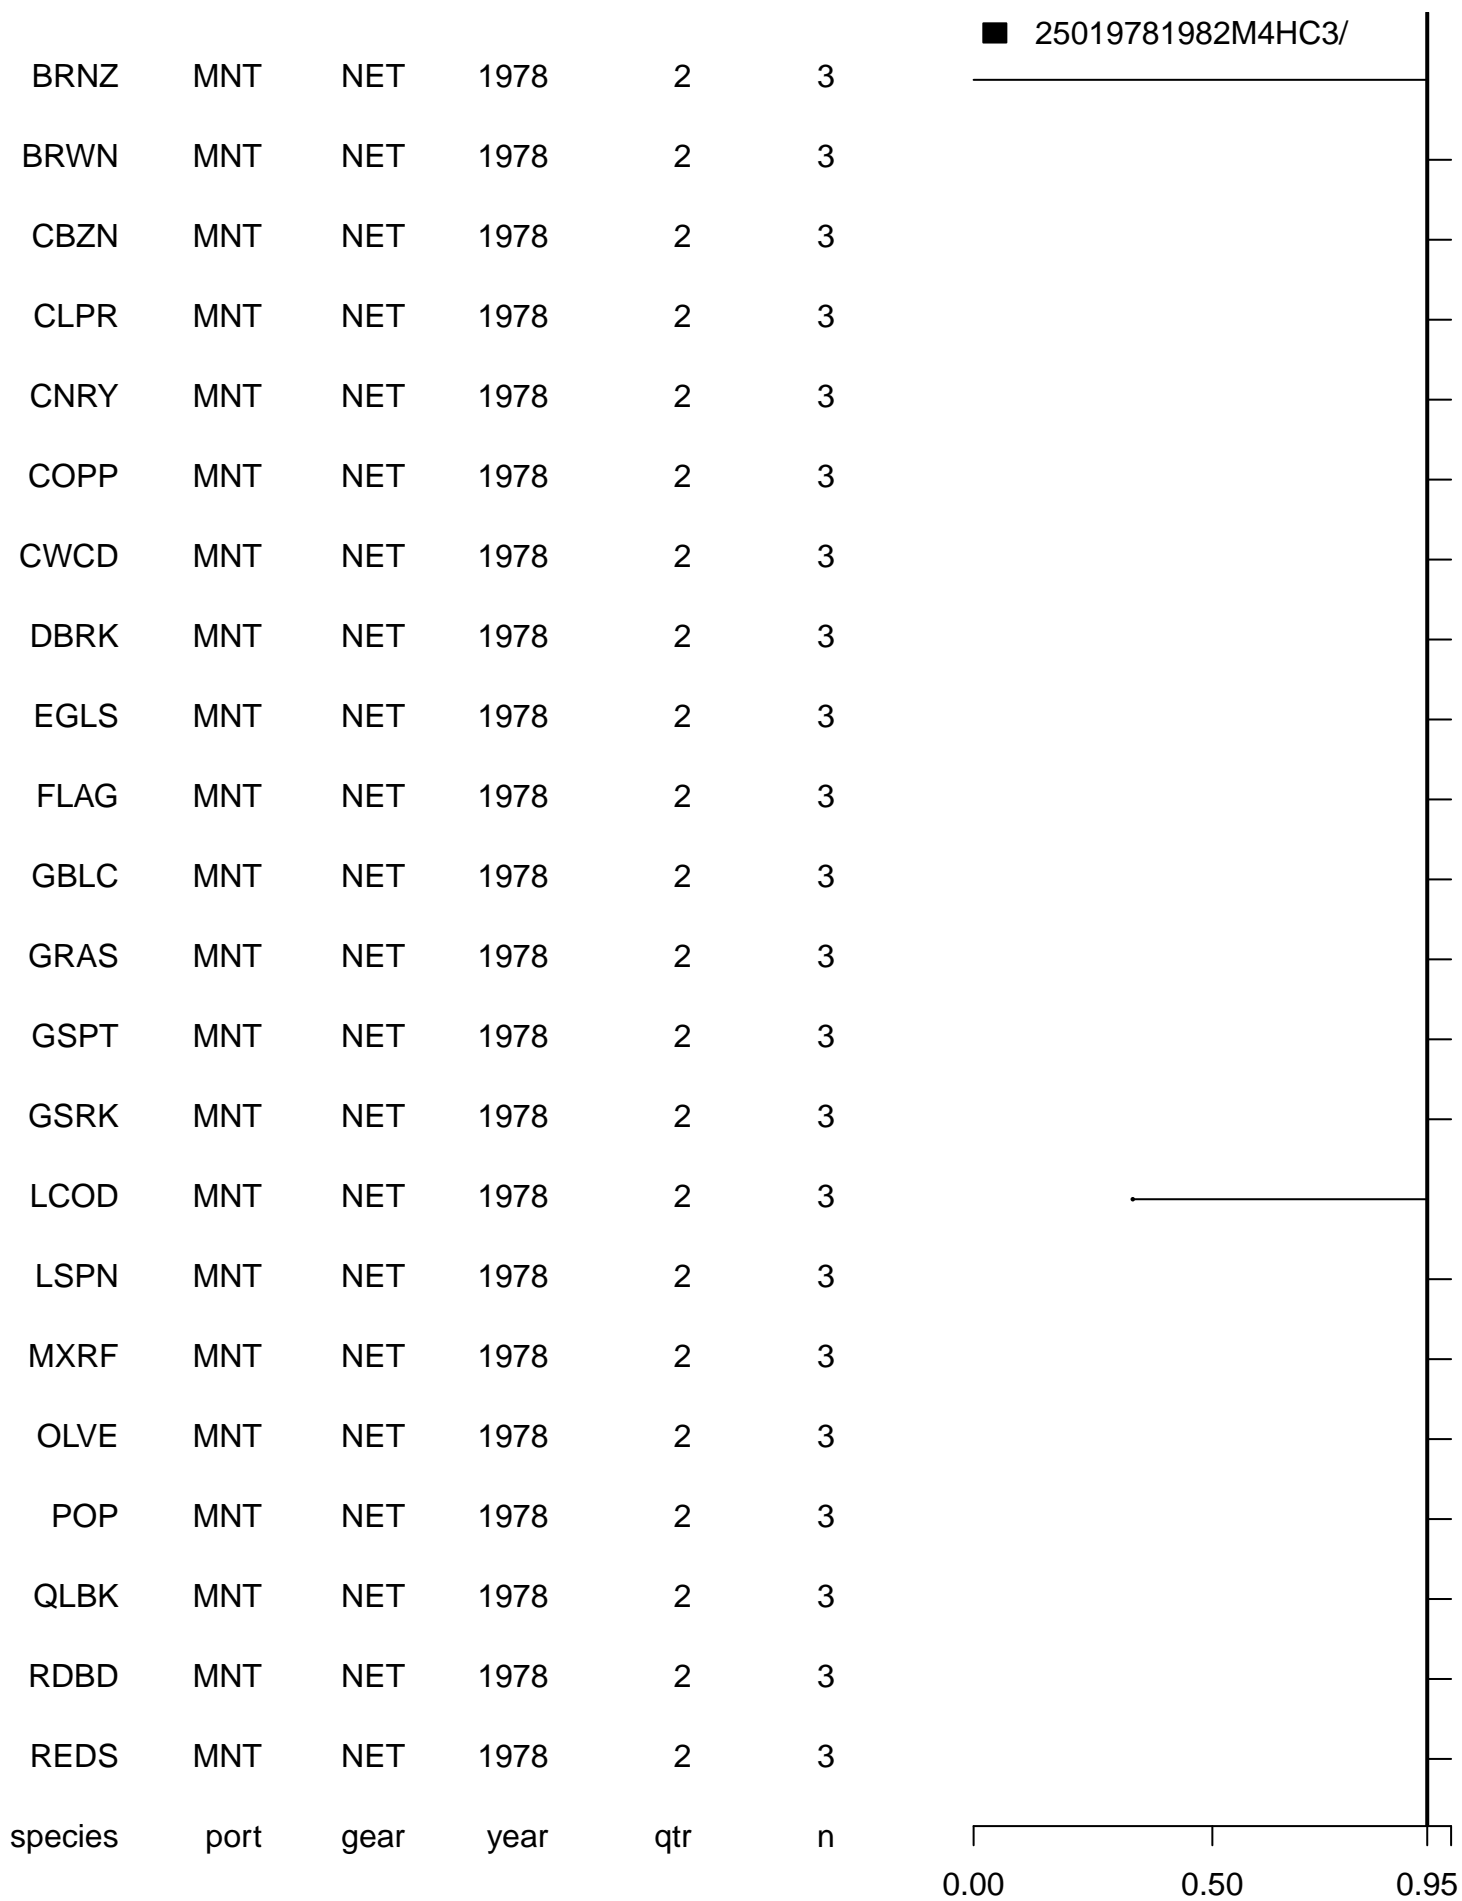 25019781982M4HC3/
BRNZ MNT NET 1978 2 3
BRWN MNT NET 1978 2 3
CBZN MNT NET 1978 2 3
CLPR MNT NET 1978 2 3
CNRY MNT NET 1978 2 3
COPP MNT NET 1978 2 3
CWCD MNT NET 1978 2 3
DBRK MNT NET 1978 2 3
EGLS MNT NET 1978 2 3
FLAG MNT NET 1978 2 3
GBLC MNT NET 1978 2 3
GRAS MNT NET 1978 2 3
GSPT MNT NET 1978 2 3
GSRK MNT NET 1978 2 3
LCOD MNT NET 1978 2 3
LSPN MNT NET 1978 2 3
MXRF MNT NET 1978 2 3
OLVE MNT NET 1978 2 3
POP MNT NET 1978 2 3
QLBK MNT NET 1978 2 3
RDBD MNT NET 1978 2 3
REDS MNT NET 1978 2 3
species port gear year qtr n
0.00 0.50 0.95